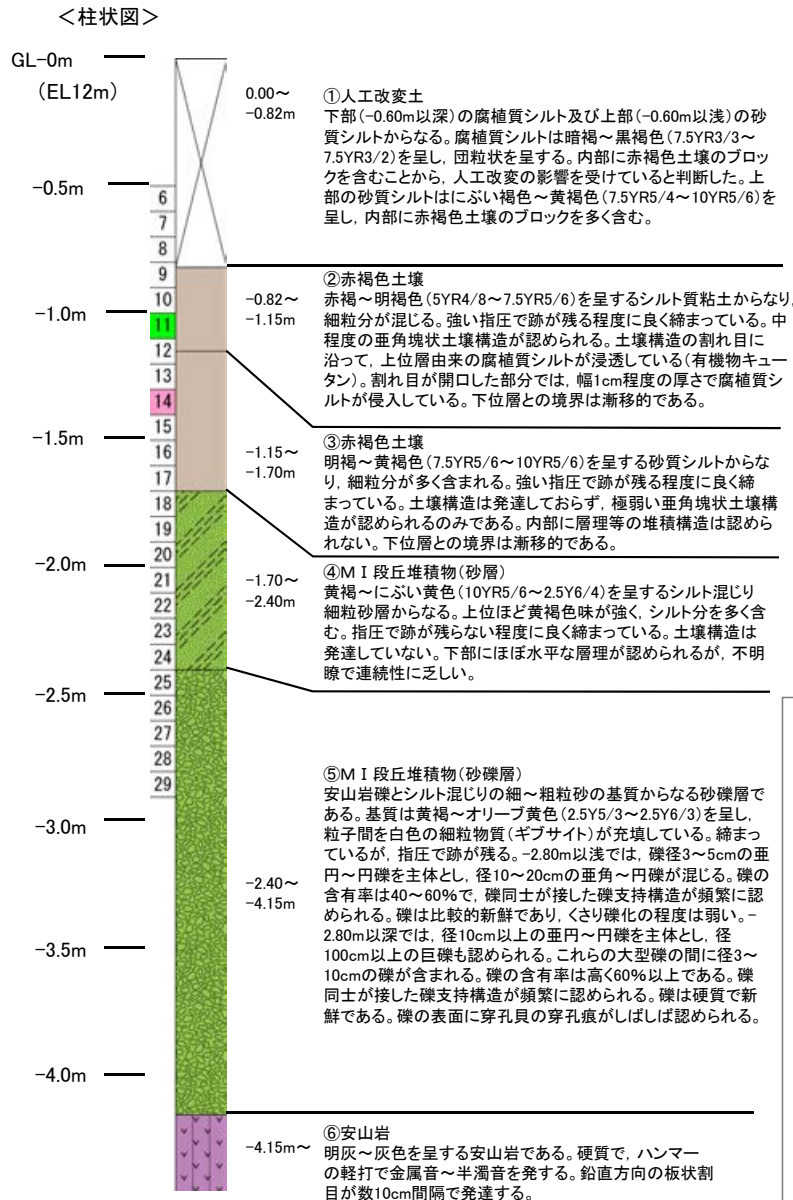 ＜柱状図＞
GL-0m
（EL12m）
-0.5m
-1.0m
-1.5m
-2.0m
-2.5m
-3.0m
-3.5m
-4.0m
6
7
8
9
10
11
12
13
14
15
16
17
18
19
20
21
22
23
24
25
26
27
28
29
0.00～
-0.82m
①人工改変土
下部（-0.60m以深）の腐植質シルト及び上部（-0.60m以浅）の砂
質シルトからなる。腐植質シルトは暗褐～黒褐色（7.5YR3/3～
7.5YR3/2）を呈し，団粒状を呈する。内部に赤褐色土壌のブロッ
クを含むことから，人工改変の影響を受けていると判断した。上
部の砂質シルトはにぶい褐色～黄褐色（7.5YR5/4～10YR5/6）を
呈し，内部に赤褐色土壌のブロックを多く含む。
-0.82～
-1.15m
②赤褐色土壌
赤褐～明褐色（5YR4/8～7.5YR5/6）を呈するシルト質粘土からなり，
細粒分が混じる。強い指圧で跡が残る程度に良く締まっている。中
程度の亜角塊状土壌構造が認められる。土壌構造の割れ目に
沿って，上位層由来の腐植質シルトが浸透している（有機物キュー
タン）。割れ目が開口した部分では，幅1cm程度の厚さで腐植質シ
ルトが侵入している。下位層との境界は漸移的である。
-1.15～
-1.70m
③赤褐色土壌
明褐～黄褐色（7.5YR5/6～10YR5/6）を呈する砂質シルトからな
り，細粒分が多く含まれる。強い指圧で跡が残る程度に良く締
まっている。土壌構造は発達しておらず，極弱い亜角塊状土壌構
造が認められるのみである。内部に層理等の堆積構造は認めら
れない。下位層との境界は漸移的である。
-1.70～
-2.40m
④ＭⅠ段丘堆積物（砂層）
黄褐～にぶい黄色（10YR5/6～2.5Y6/4）を呈するシルト混じり
細粒砂層からなる。上位ほど黄褐色味が強く，シルト分を多く含
む。指圧で跡が残らない程度に良く締まっている。土壌構造は
発達していない。下部にほぼ水平な層理が認められるが，不明
瞭で連続性に乏しい。
-2.40～
-4.15m
⑤ＭⅠ段丘堆積物（砂礫層）
安山岩礫とシルト混じりの細～粗粒砂の基質からなる砂礫層で
ある。基質は黄褐～オリーブ黄色（2.5Y5/3～2.5Y6/3）を呈し，
粒子間を白色の細粒物質（ギブサイト）が充填している。締まっ
ているが，指圧で跡が残る。-2.80m以浅では，礫径3～5cmの亜
円～円礫を主体とし，径10～20cmの亜角～円礫が混じる。礫の
含有率は40～60%で，礫同士が接した礫支持構造が頻繁に認
められる。礫は比較的新鮮であり，くさり礫化の程度は弱い。-
2.80m以深では，径10cm以上の亜円～円礫を主体とし，径
100cm以上の巨礫も認められる。これらの大型礫の間に径3～
10cmの礫が含まれる。礫の含有率は高く60%以上である。礫
同士が接した礫支持構造が頻繁に認められる。礫は硬質で新
鮮である。礫の表面に穿孔貝の穿孔痕がしばしば認められる。
-4.15m～
⑥安山岩
明灰～灰色を呈する安山岩である。硬質で，ハンマー
の軽打で金属音～半濁音を発する。鉛直方向の板状割
目が数10cm間隔で発達する。